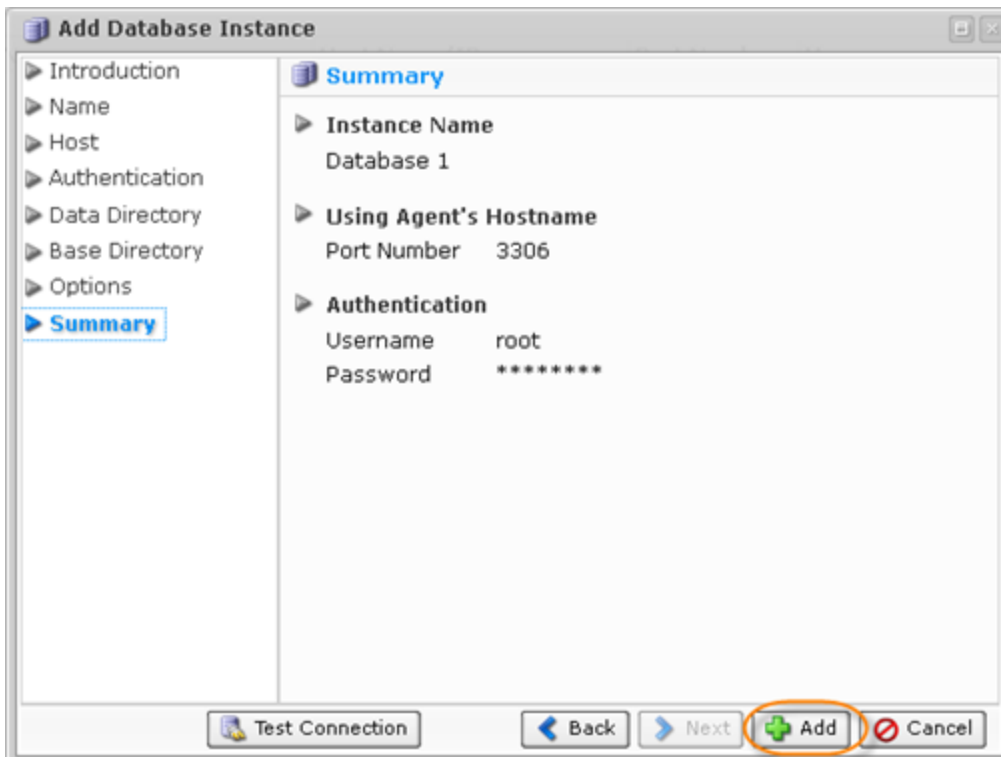 Add Database Instance
Introduction
Name
Host
Authentication
Data Directory
Base Directory
Options
Summary
Summary
Instance Name
Database 1
Using Agent's Hostname
Port Number 3306
Authentication
Username root
Password ********
Test Connection Back Next Add Cancel